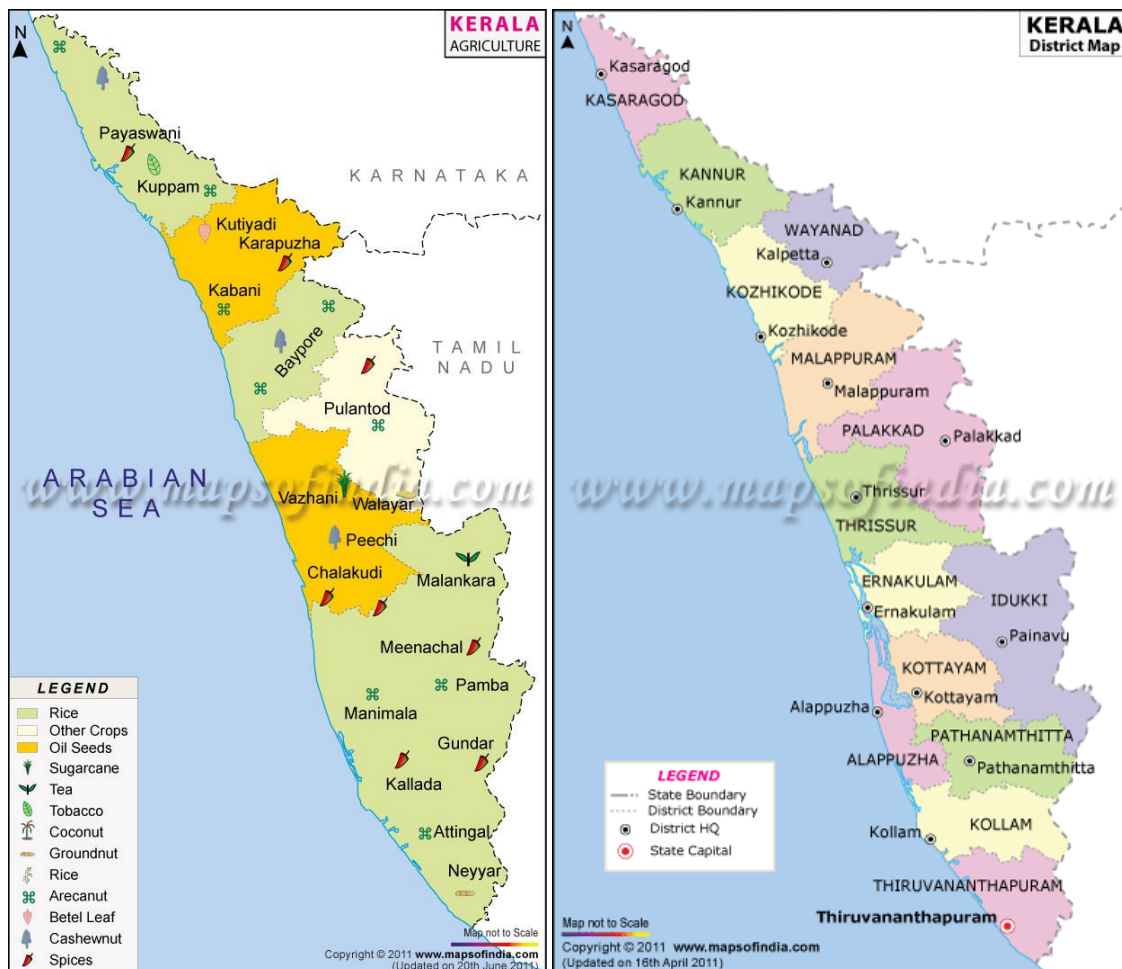 N
KERALA
AGRICULTURE
Payaswani
Kuppam
KARNATAKA
Kutiyadi
Karapuzha
Kabani
Baypore
TAMIL
NADU
Pulantod
ARABIAN
SEA
www.mapsofindia.com
Vazhani
Walayar
Peechi
Chalakudi
Malankara
Meenachal
Pamba
Manimala
Gundar
Kallada
Attingal
Neyyar
LEGEND
Rice
Other Crops
Oil Seeds
Sugarcane
Tea
Tobacco
Coconut
Groundnut
Rice
Arecanut
Betel Leaf
Cashewnut
Spices
Map not to Scale
Copyright © 2011 www.mapsofindia.com
(Updated on 20th June 2011)
N
KERALA
District Map
Kasaragod
KASARAGOD
KANNUR
Kannur
WAYANAD
Kalpetta
KOZHIKODE
Kozhikode
MALAPPURAM
Malappuram
PALAKKAD
Palakkad
www.mapsofindia.com
Thrissur
THRISSUR
ERNAKULAM
Ernakulam
IDUKKI
Painavu
KOTTAYAM
Kottayam
Alappuzha
PATHANAMTHITTA
ALAPPUZHA
Pathanamthitta
KOLLAM
Kollam
THIRUVANANTHAPURAM
Thiruvananthapuram
LEGEND
State Boundary
District Boundary
District HQ
State Capital
Map not to Scale
Copyright © 2011 www.mapsofindia.com
(Updated on 16th April 2011)